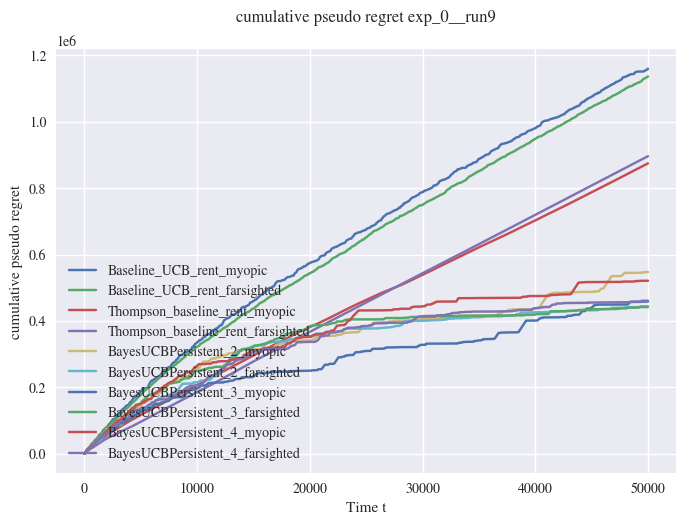 cumulative pseudo regret exp_0__run9
1e6
1.2
1.0
0.8
0.6
0.4
0.2
0.0
cumulative pseudo regret
Baseline_UCB_rent_myopic
Baseline_UCB_rent_farsighted
Thompson_baseline_rent_myopic
Thompson_baseline_rent_farsighted
BayesUCBPersistent_2_myopic
BayesUCBPersistent_2_farsighted
BayesUCBPersistent_3_myopic
BayesUCBPersistent_3_farsighted
BayesUCBPersistent_4_myopic
BayesUCBPersistent_4_farsighted
0 10000 20000 30000 40000 50000
Time t